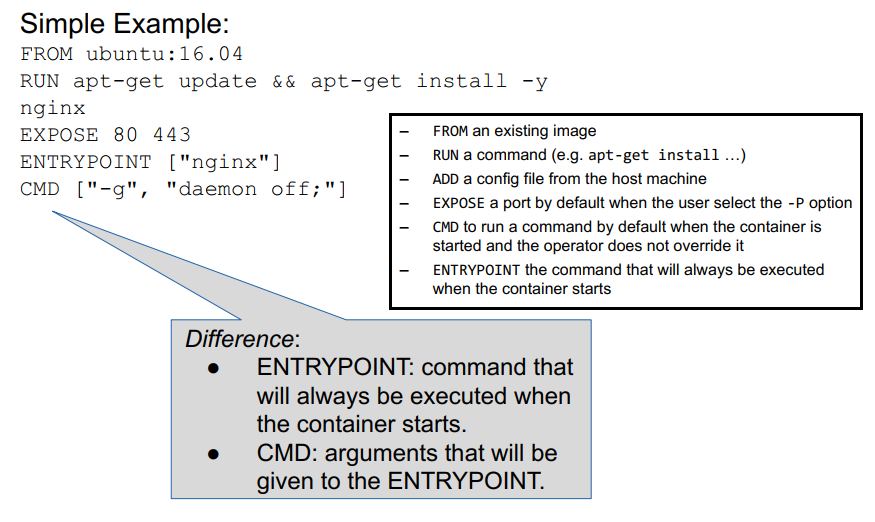 Simple Example:
FROM ubuntu:16.04
RUN apt-get update && apt-get install -y
nginx
EXPOSE 80 443
ENTRYPOINT ["nginx"]
CMD ["-g", "daemon off;"]
– FROM an existing image
– RUN a command (e.g. apt-get install …)
– ADD a config file from the host machine
– EXPOSE a port by default when the user select the -P option
– CMD to run a command by default when the container is
started and the operator does not override it
– ENTRYPOINT the command that will always be executed
when the container starts
Difference:
● ENTRYPOINT: command that
will always be executed when
the container starts.
● CMD: arguments that will be
given to the ENTRYPOINT.